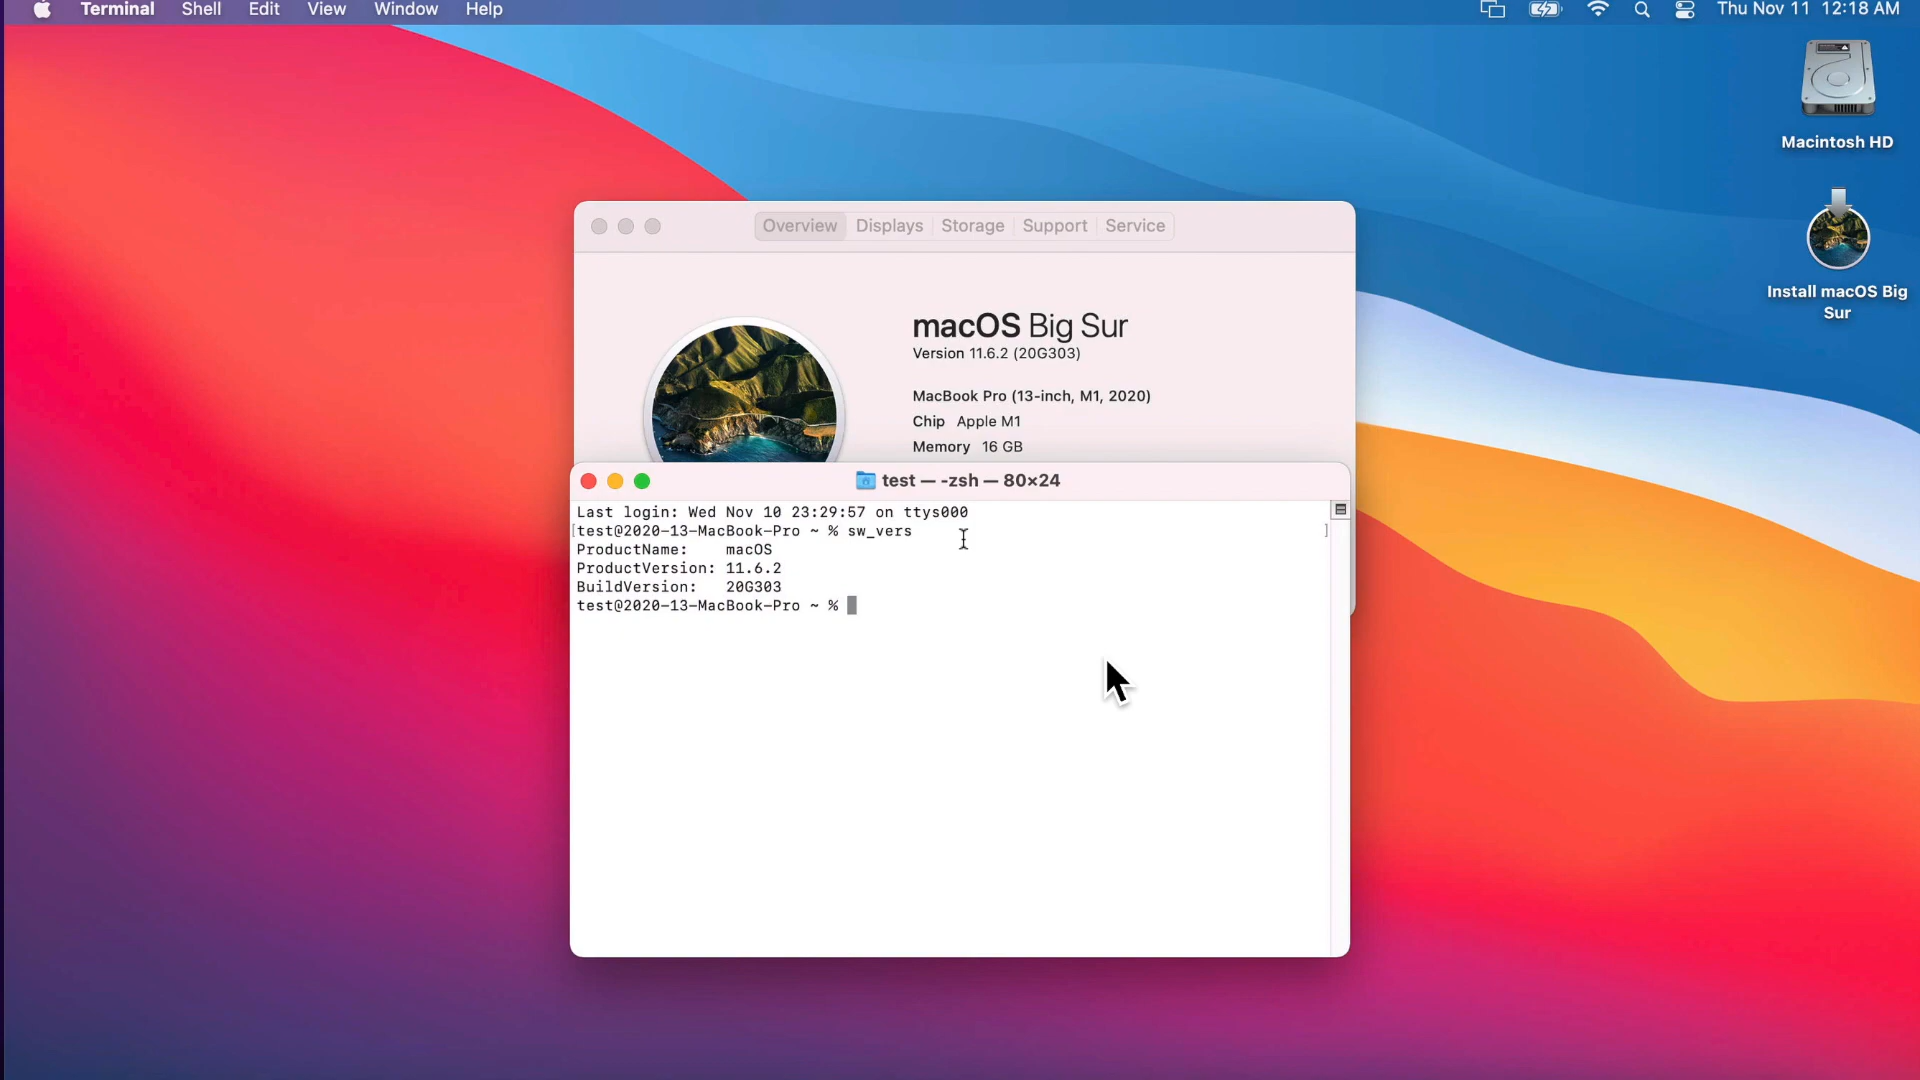 Terminal Shell Edit View Window Help Thu Nov 11 12:18 AM
Macintosh HD
Install macOS Big
Sur
Overview Displays Storage Support Service
macOS Big Sur
Version 11.6.2 (20G303)
MacBook Pro (13-inch, M1, 2020)
Chip Apple M1
Memory 16 GB
test — -zsh — 80×24
Last login: Wed Nov 10 23:29:57 on ttys000
[test@2020-13-MacBook-Pro ~ % sw_vers ]
ProductName: macOS
ProductVersion: 11.6.2
BuildVersion: 20G303
test@2020-13-MacBook-Pro ~ %